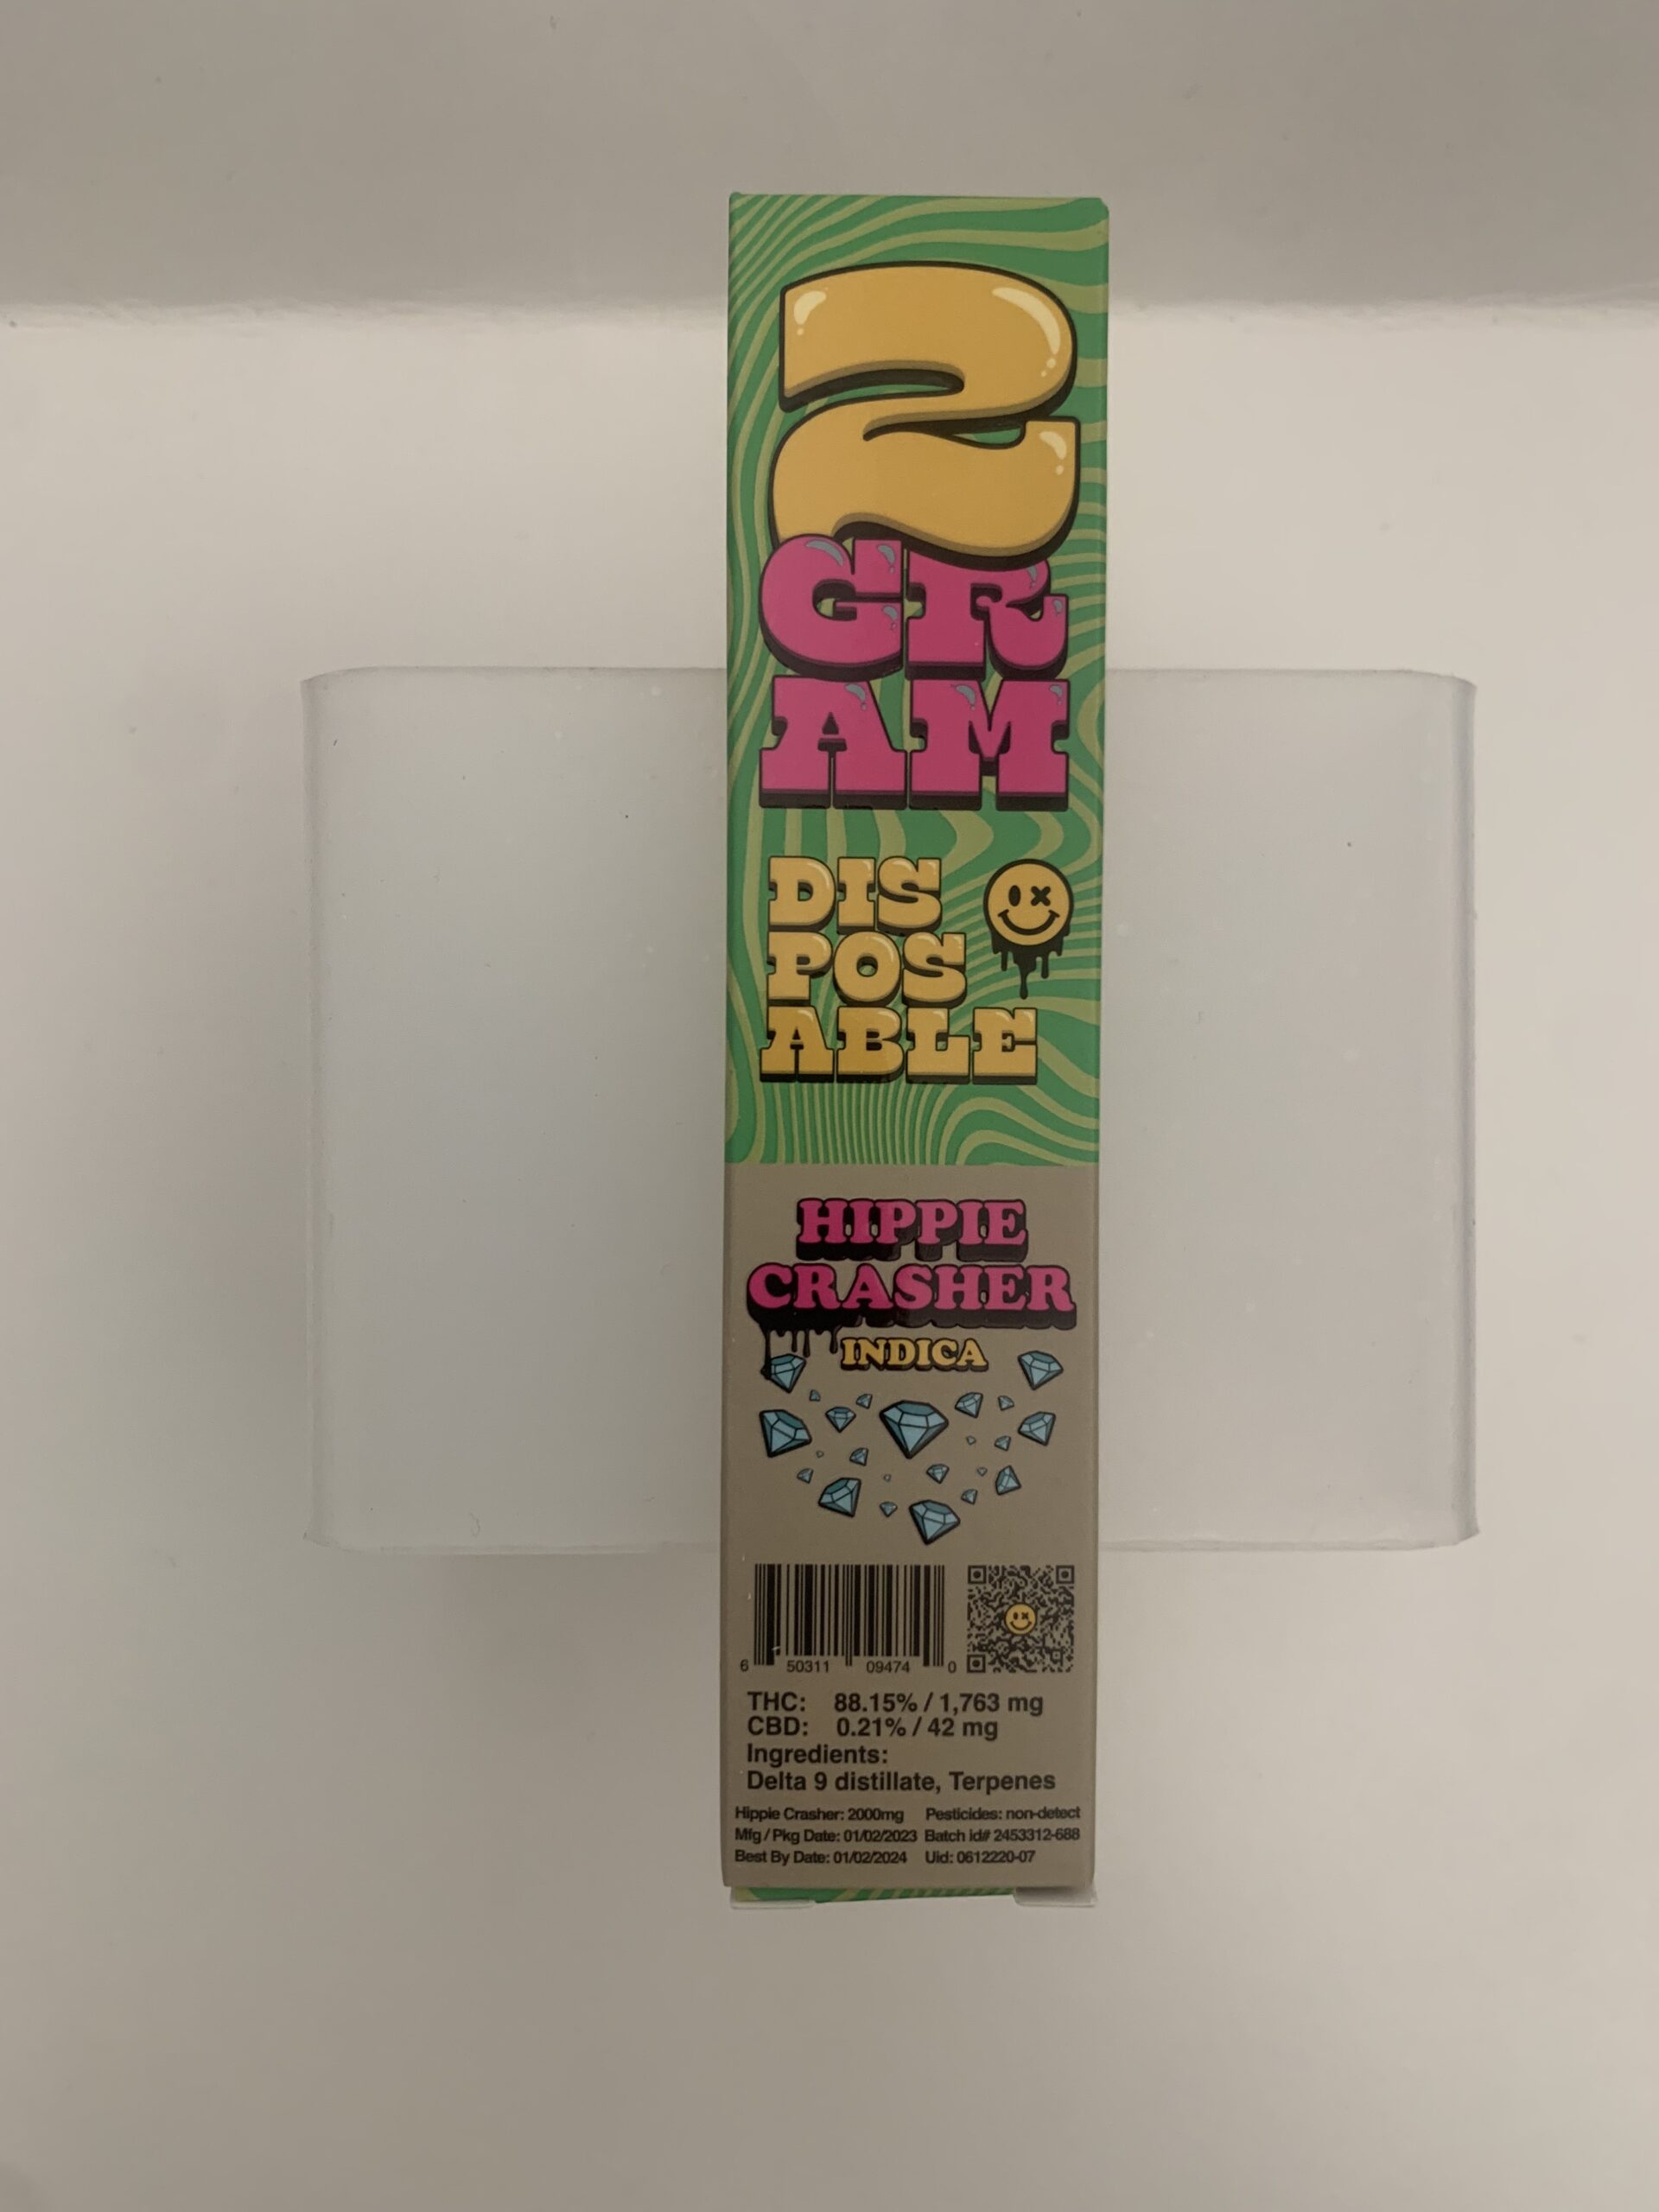 2
GR
AM
DIS
POS
ABLE
HIPPIE
CRASHER
INDICA
6 50311 09474 0
THC: 88.15% / 1,763 mg
CBD: 0.21% / 42 mg
Ingredients:
Delta 9 distillate, Terpenes
Hippie Crasher: 2000mg Pesticides: non-detect
Mfg / Pkg Date: 01/02/2023 Batch id# 2453312-688
Best By Date: 01/02/2024 Uid: 0612220-07